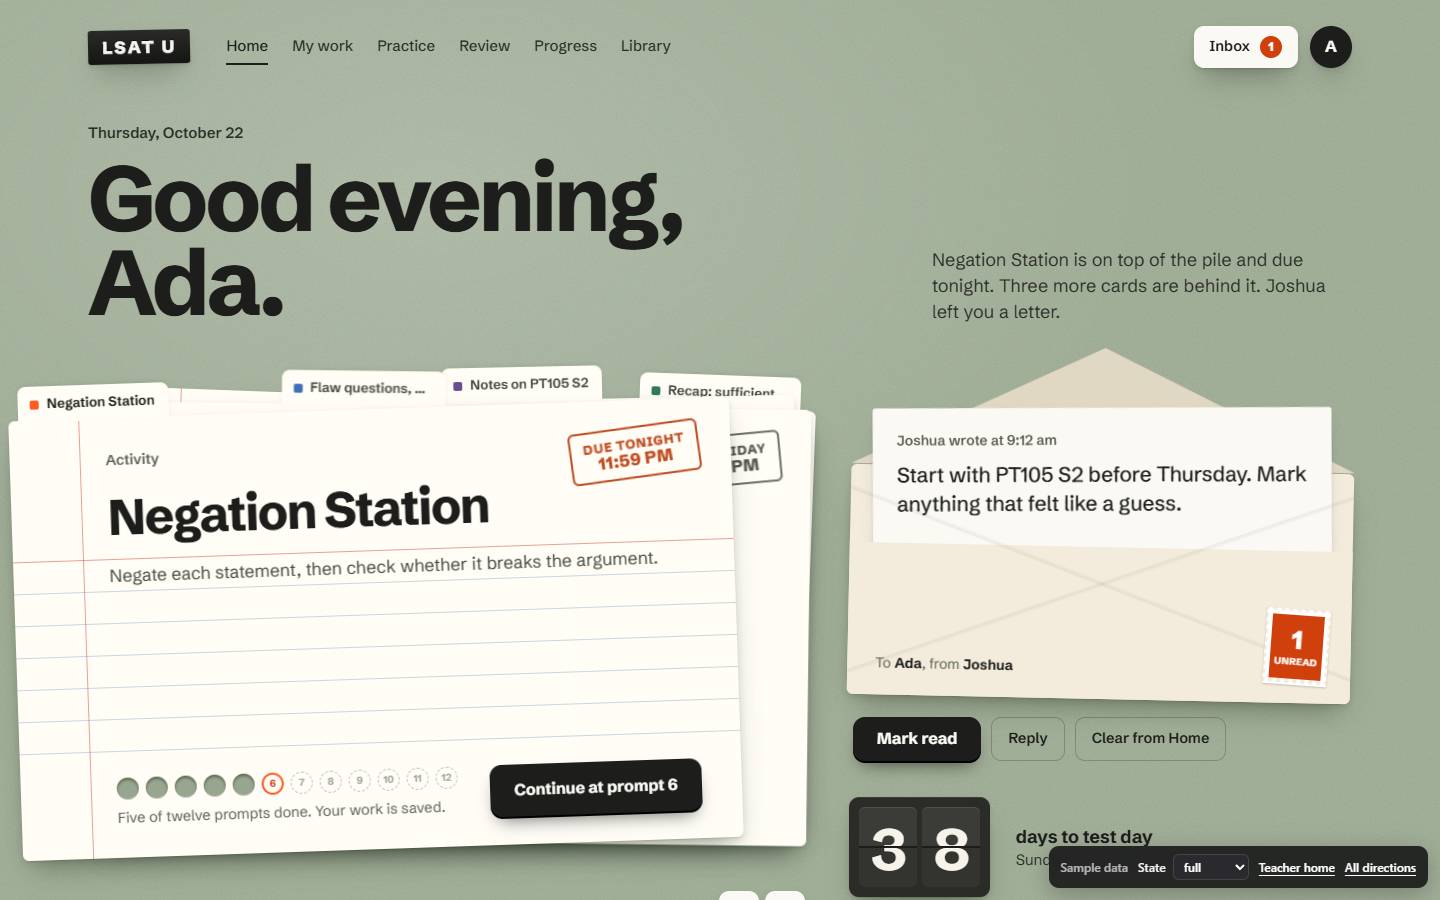 LSAT U
Home
My work
Practice
Review
Progress
Library
Inbox 1
A
Thursday, October 22
Good evening,
Ada.
Negation Station is on top of the pile and due
tonight. Three more cards are behind it. Joshua
left you a letter.
Negation Station
Flaw questions, ...
Notes on PT105 S2
Recap: sufficient
Activity
DUE TONIGHT
11:59 PM
IDAY
PM
Negation Station
Negate each statement, then check whether it breaks the argument.
6 7 8 9 10 11 12
Five of twelve prompts done. Your work is saved.
Continue at prompt 6
Joshua wrote at 9:12 am
Start with PT105 S2 before Thursday. Mark
anything that felt like a guess.
To Ada, from Joshua
1
UNREAD
Mark read
Reply
Clear from Home
38
days to test day
Sund
Sample data
State
full
Teacher home
All directions